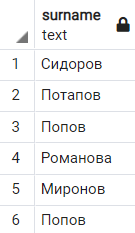 surname
text
1 Сидоров
2 Потапов
3 Попов
4 Романова
5 Миронов
6 Попов